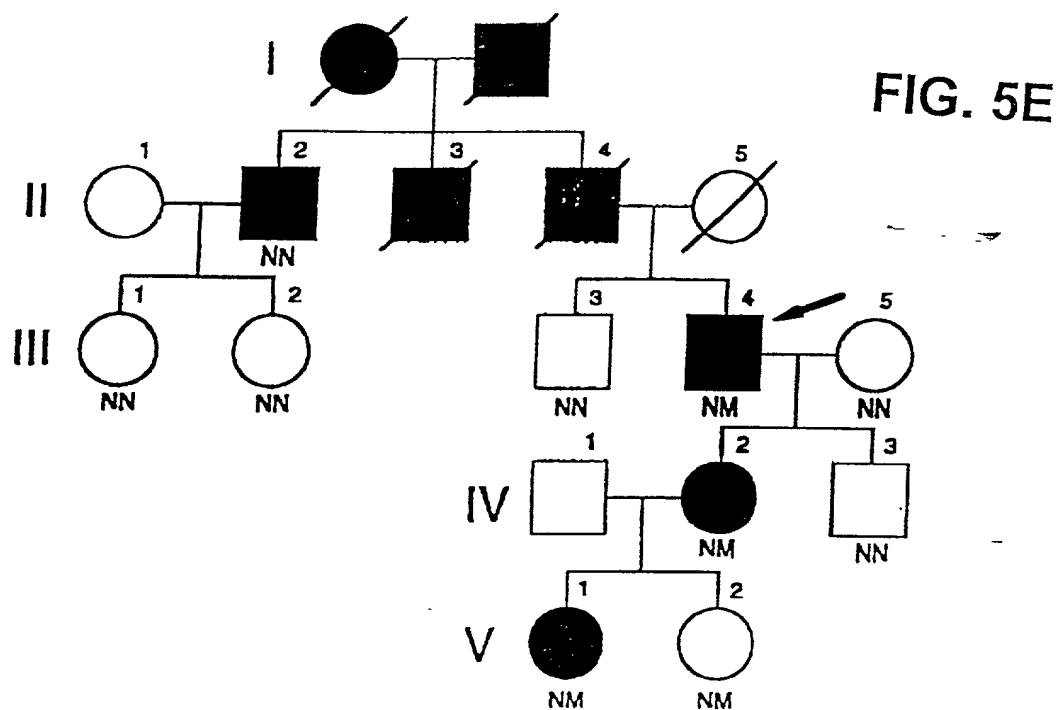 I
FIG. 5E
1 2 3 4 5
II
NN
1 2 3 4 5
III
NN NN NN NM NN
1 2 3
IV
NM NN
1 2
V
NM NM